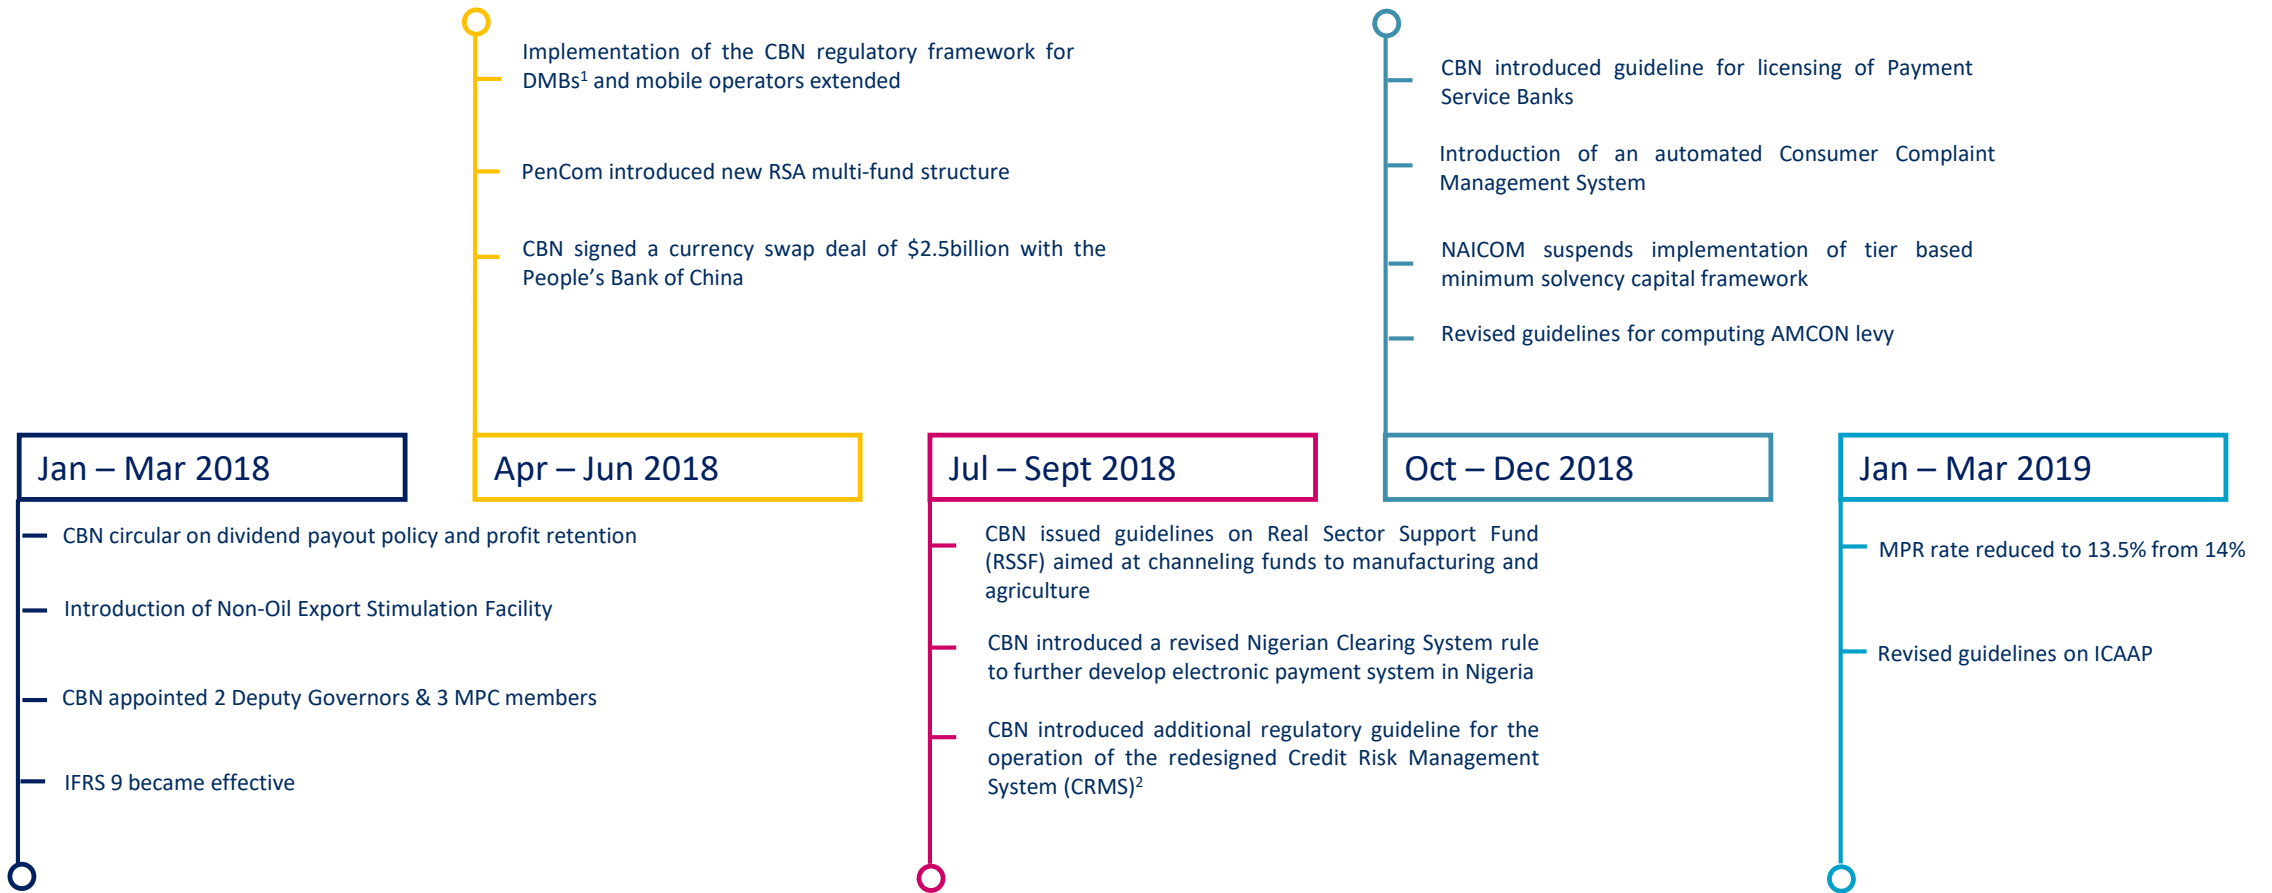 Jan – Mar 2018
CBN circular on dividend payout policy and profit retention
Introduction of Non-Oil Export Stimulation Facility
CBN appointed 2 Deputy Governors & 3 MPC members
IFRS 9 became effective
Implementation of the CBN regulatory framework for
DMBs¹ and mobile operators extended
PenCom introduced new RSA multi-fund structure
CBN signed a currency swap deal of $2.5billion with the
People’s Bank of China
Apr – Jun 2018
Jul – Sept 2018
CBN issued guidelines on Real Sector Support Fund
(RSSF) aimed at channeling funds to manufacturing and
agriculture
CBN introduced a revised Nigerian Clearing System rule
to further develop electronic payment system in Nigeria
CBN introduced additional regulatory guideline for the
operation of the redesigned Credit Risk Management
System (CRMS)²
CBN introduced guideline for licensing of Payment
Service Banks
Introduction of an automated Consumer Complaint
Management System
NAICOM suspends implementation of tier based
minimum solvency capital framework
Revised guidelines for computing AMCON levy
Oct – Dec 2018
Jan – Mar 2019
MPR rate reduced to 13.5% from 14%
Revised guidelines on ICAAP